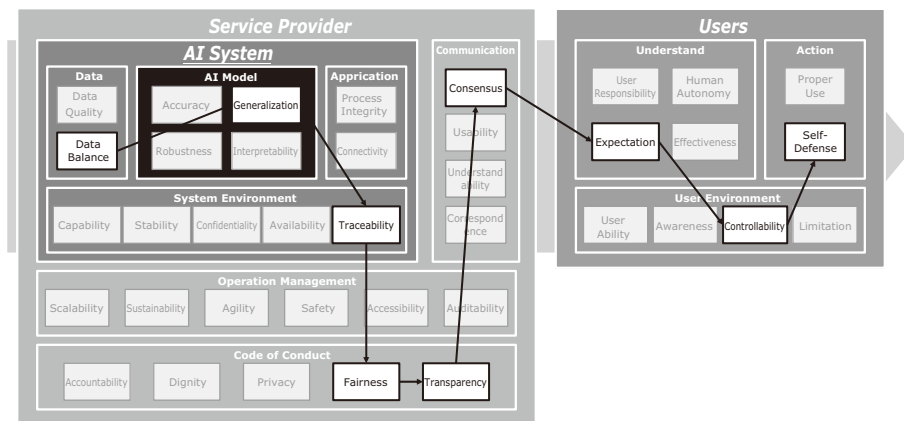 Service Provider
AI System
Data
Data
Quality
Data
Balance
AI Model
Accuracy
Generalization
Robustness
Interpretability
Apprication
Process
Integrity
Connectivity
System Environment
Capability
Stability
Confidentiality
Availability
Traceability
Communication
Consensus
Usability
Understand
ability
Correspond
ence
Operation Management
Scalability
Sustainability
Agility
Safety
Accessibility
Auditability
Code of Conduct
Accountability
Dignity
Privacy
Fairness
Transparency
Users
Understand
User
Responsibility
Human
Autonomy
Expectation
Effectiveness
Action
Proper
Use
Self-
Defense
User Environment
User
Ability
Awareness
Controllability
Limitation